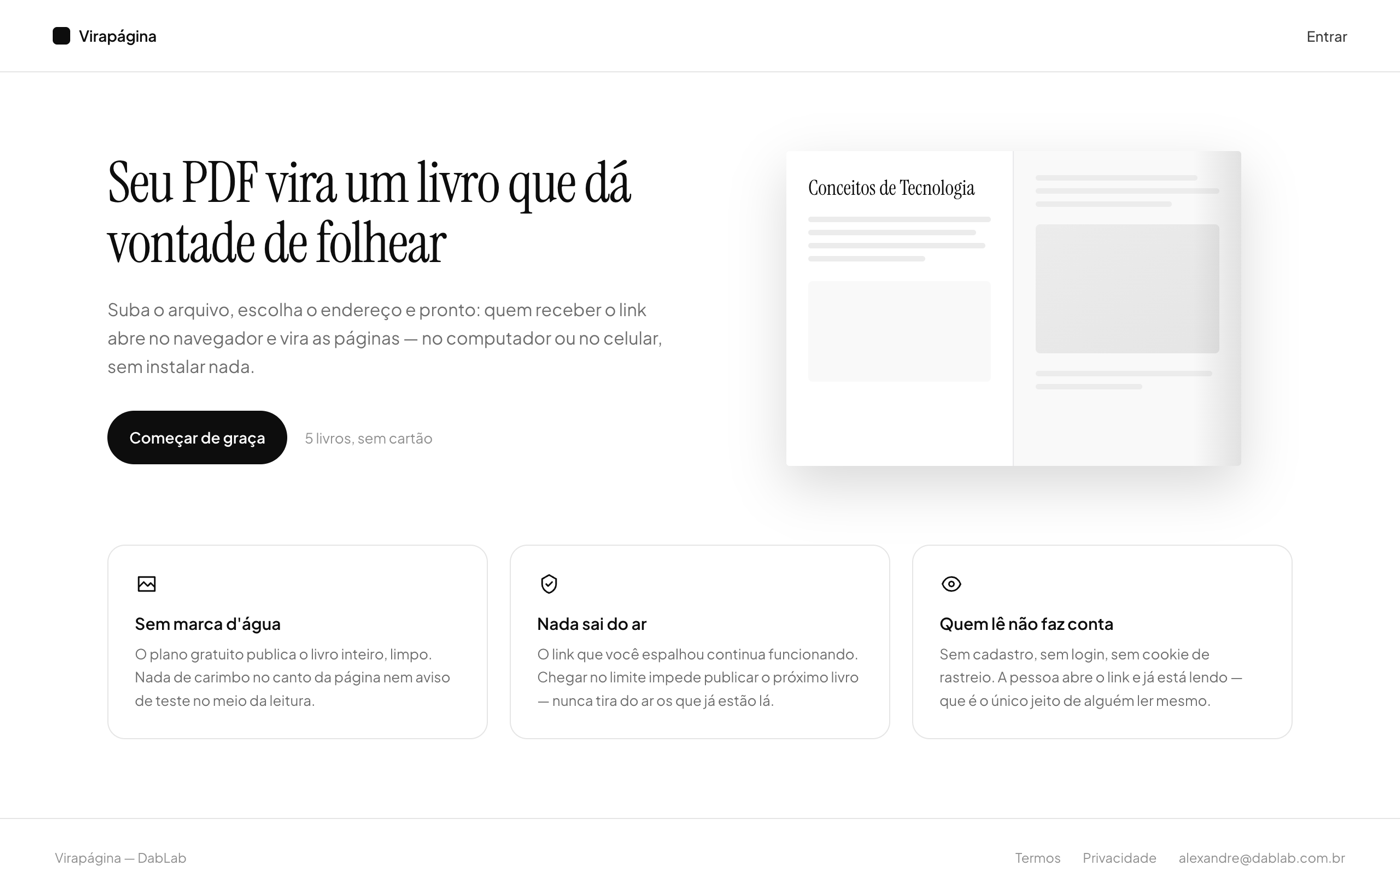 Virapágina
Entrar
Seu PDF vira um livro que dá
vontade de folhear
Suba o arquivo, escolha o endereço e pronto: quem receber o link
abre no navegador e vira as páginas — no computador ou no celular,
sem instalar nada.
Começar de graça
5 livros, sem cartão
Conceitos de Tecnologia
Sem marca d'água
O plano gratuito publica o livro inteiro, limpo.
Nada de carimbo no canto da página nem aviso
de teste no meio da leitura.
Nada sai do ar
O link que você espalhou continua funcionando.
Chegar no limite impede publicar o próximo livro
— nunca tira do ar os que já estão lá.
Quem lê não faz conta
Sem cadastro, sem login, sem cookie de
rastreio. A pessoa abre o link e já está lendo —
que é o único jeito de alguém ler mesmo.
Virapágina — DabLab
Termos
Privacidade
alexandre@dablab.com.br